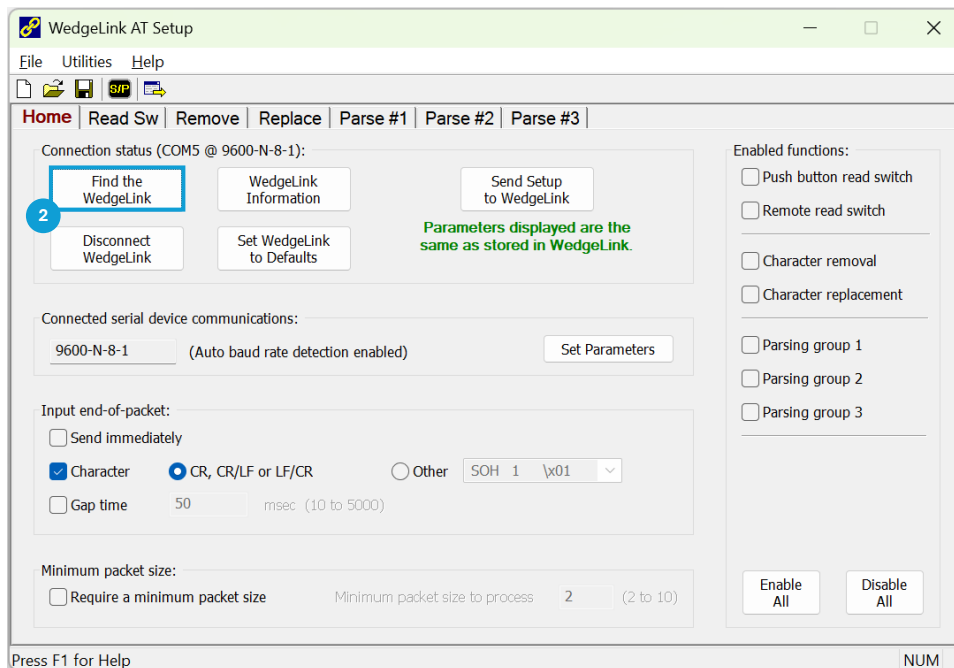 WedgeLink AT Setup
File Utilities Help
S/P
Home Read Sw Remove Replace Parse #1 Parse #2 Parse #3
Connection status (COM5 @ 9600-N-8-1):
Find the
WedgeLink
WedgeLink
Information
Send Setup
to WedgeLink
2
Disconnect
WedgeLink
Set WedgeLink
to Defaults
Parameters displayed are the
same as stored in WedgeLink.
Connected serial device communications:
9600-N-8-1 (Auto baud rate detection enabled) Set Parameters
Input end-of-packet:
Send immediately
Character CR, CR/LF or LF/CR Other SOH 1 \x01
Gap time 50 msec (10 to 5000)
Minimum packet size:
Require a minimum packet size Minimum packet size to process 2 (2 to 10)
Enabled functions:
Push button read switch
Remote read switch
Character removal
Character replacement
Parsing group 1
Parsing group 2
Parsing group 3
Enable
All
Disable
All
Press F1 for Help NUM